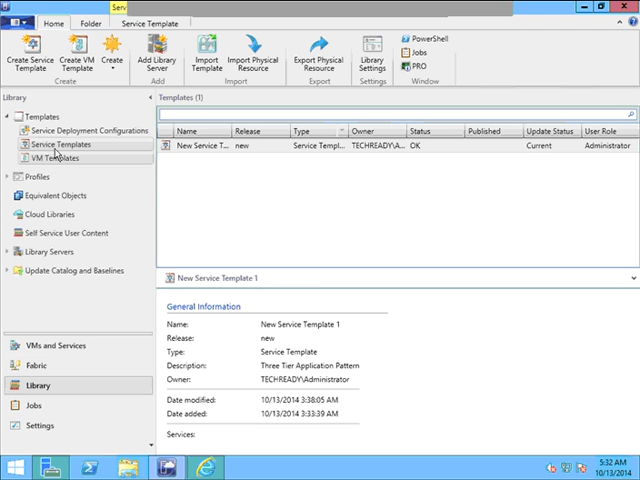 Serv
Home Folder Service Template
Create Service Template
Create VM Template
Create
Add Library Server
Import Template
Import Physical Resource
Export Physical Resource
Library Settings
PowerShell
Jobs
PRO
Create Add Import Export Settings Window
Library
Templates
Service Deployment Configurations
Service Templates
VM Templates
Profiles
Equivalent Objects
Cloud Libraries
Self Service User Content
Library Servers
Update Catalog and Baselines
VMs and Services
Fabric
Library
Jobs
Settings
Templates (1)
Name Release Type Owner Status Published Update Status User Role
New Service T... new Service Templ... TECHREADY\A... OK Current Administrator
New Service Template 1
General Information
Name: New Service Template 1
Release: new
Type: Service Template
Description: Three Tier Application Pattern
Owner: TECHREADY\Administrator
Date modified: 10/13/2014 3:38:05 AM
Date added: 10/13/2014 3:33:39 AM
Services:
5:32 AM
10/13/2014